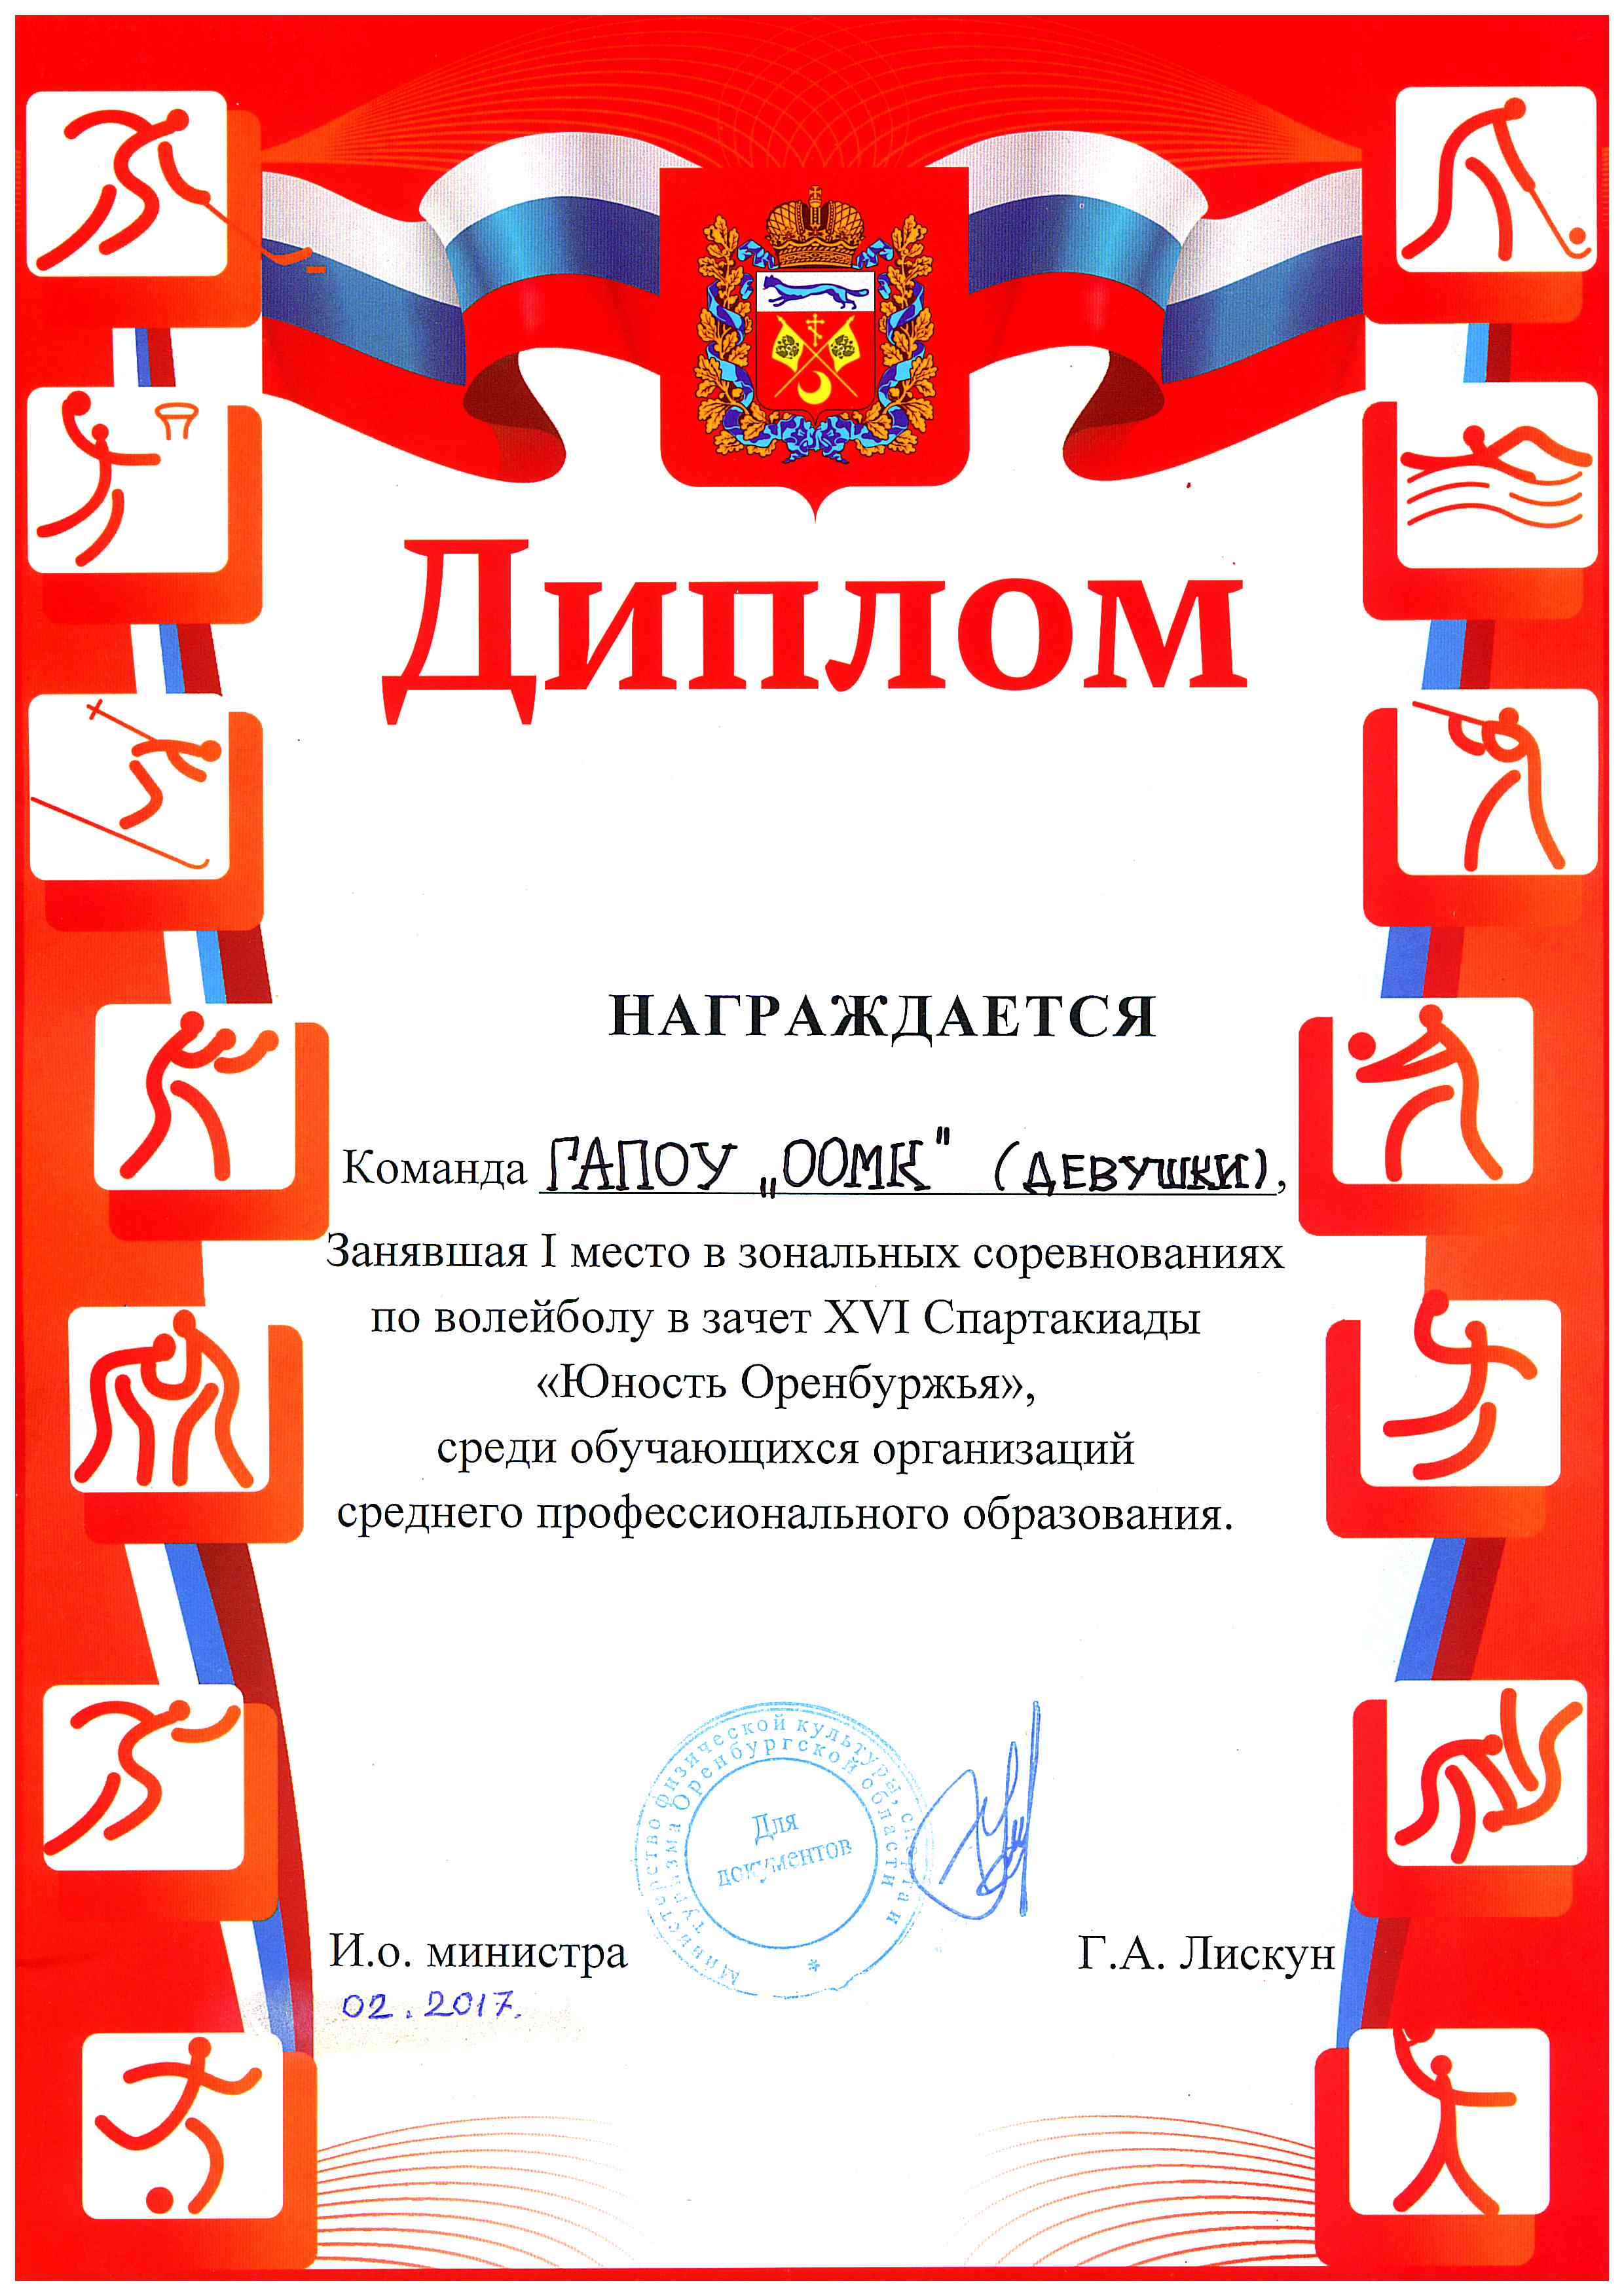 Диплом
НАГРАЖДАЕТСЯ
Команда ГАПОУ „ООМК" (ДЕВУШКИ),
Занявшая I место в зональных соревнованиях
по волейболу в зачет XVI Спартакиады
«Юность Оренбуржья»,
среди обучающихся организаций
среднего профессионального образования.
Министерство физической культуры, спорта и
туризма Оренбургской области
Для
документов
И.о. министра
Г.А. Лискун
02.2017.